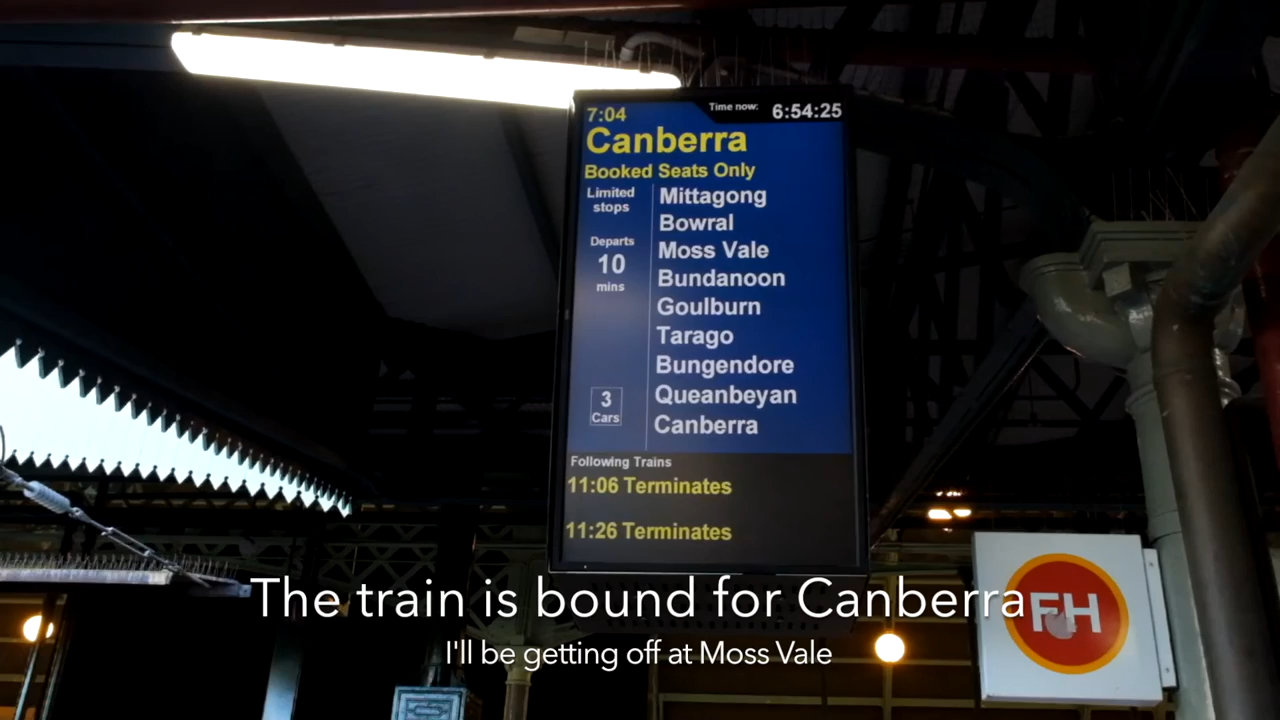 7:04
Time now: 6:54:25
Canberra
Booked Seats Only
Limited
stops
Departs
10
mins
3
Cars
Mittagong
Bowral
Moss Vale
Bundanoon
Goulburn
Tarago
Bungendore
Queanbeyan
Canberra
Following Trains
11:06 Terminates
11:26 Terminates
The train is bound for Canberra
I'll be getting off at Moss Vale
FH